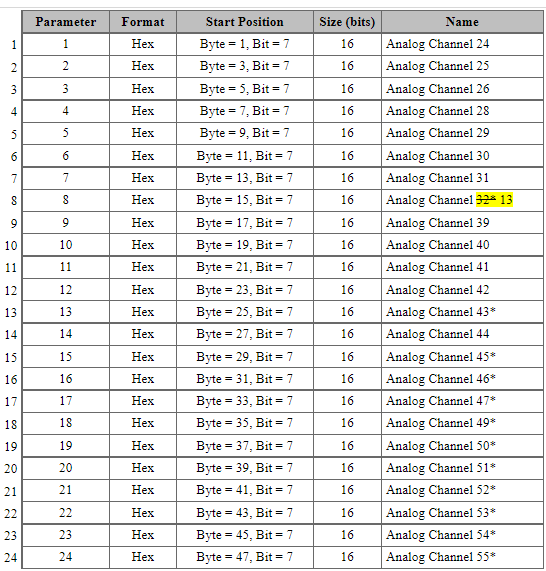 Parameter Format Start Position Size (bits) Name
1 1 Hex Byte = 1, Bit = 7 16 Analog Channel 24
2 2 Hex Byte = 3, Bit = 7 16 Analog Channel 25
3 3 Hex Byte = 5, Bit = 7 16 Analog Channel 26
4 4 Hex Byte = 7, Bit = 7 16 Analog Channel 28
5 5 Hex Byte = 9, Bit = 7 16 Analog Channel 29
6 6 Hex Byte = 11, Bit = 7 16 Analog Channel 30
7 7 Hex Byte = 13, Bit = 7 16 Analog Channel 31
8 8 Hex Byte = 15, Bit = 7 16 Analog Channel 32* 13
9 9 Hex Byte = 17, Bit = 7 16 Analog Channel 39
10 10 Hex Byte = 19, Bit = 7 16 Analog Channel 40
11 11 Hex Byte = 21, Bit = 7 16 Analog Channel 41
12 12 Hex Byte = 23, Bit = 7 16 Analog Channel 42
13 13 Hex Byte = 25, Bit = 7 16 Analog Channel 43*
14 14 Hex Byte = 27, Bit = 7 16 Analog Channel 44
15 15 Hex Byte = 29, Bit = 7 16 Analog Channel 45*
16 16 Hex Byte = 31, Bit = 7 16 Analog Channel 46*
17 17 Hex Byte = 33, Bit = 7 16 Analog Channel 47*
18 18 Hex Byte = 35, Bit = 7 16 Analog Channel 49*
19 19 Hex Byte = 37, Bit = 7 16 Analog Channel 50*
20 20 Hex Byte = 39, Bit = 7 16 Analog Channel 51*
21 21 Hex Byte = 41, Bit = 7 16 Analog Channel 52*
22 22 Hex Byte = 43, Bit = 7 16 Analog Channel 53*
23 23 Hex Byte = 45, Bit = 7 16 Analog Channel 54*
24 24 Hex Byte = 47, Bit = 7 16 Analog Channel 55*